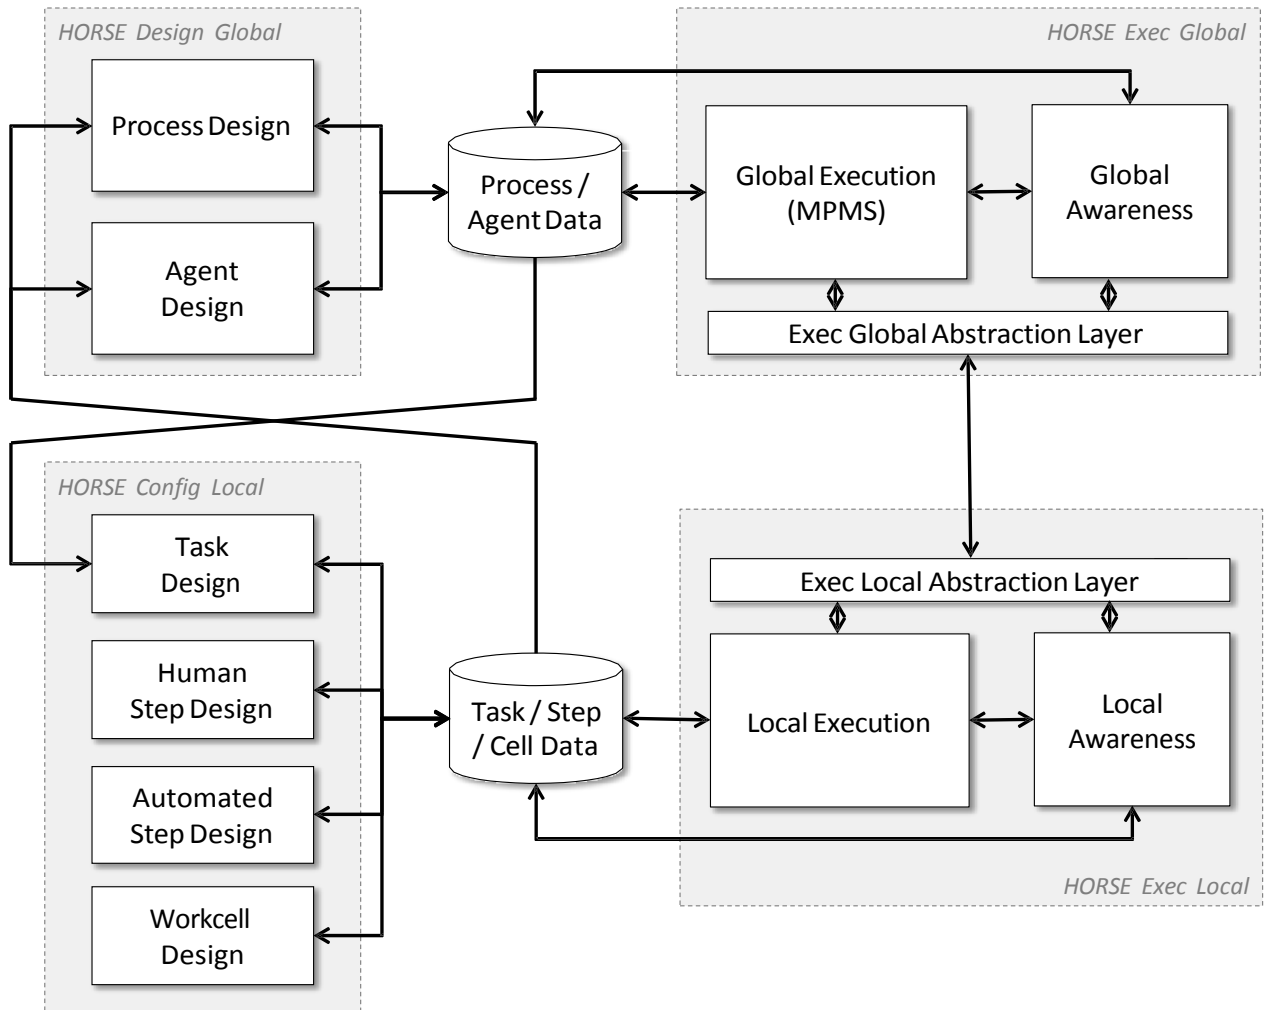 HORSE Design Global
Process Design
Agent
Design
Process /
Agent Data
HORSE Exec Global
Global Execution
(MPMS)
Global
Awareness
Exec Global Abstraction Layer
HORSE Config Local
Task
Design
Human
Step Design
Automated
Step Design
Workcell
Design
Task / Step
/ Cell Data
Exec Local Abstraction Layer
Local Execution
Local
Awareness
HORSE Exec Local